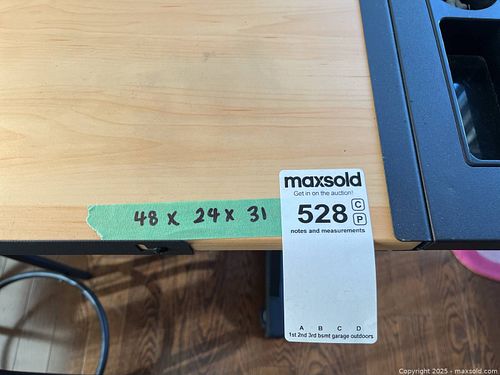 48 x 24 x 31
maxsold
Get in on the auction!
528 C
P
notes and measurements
A B C D
1st 2nd 3rd bsmt garage outdoors
Copyright 2025 - maxsold.com